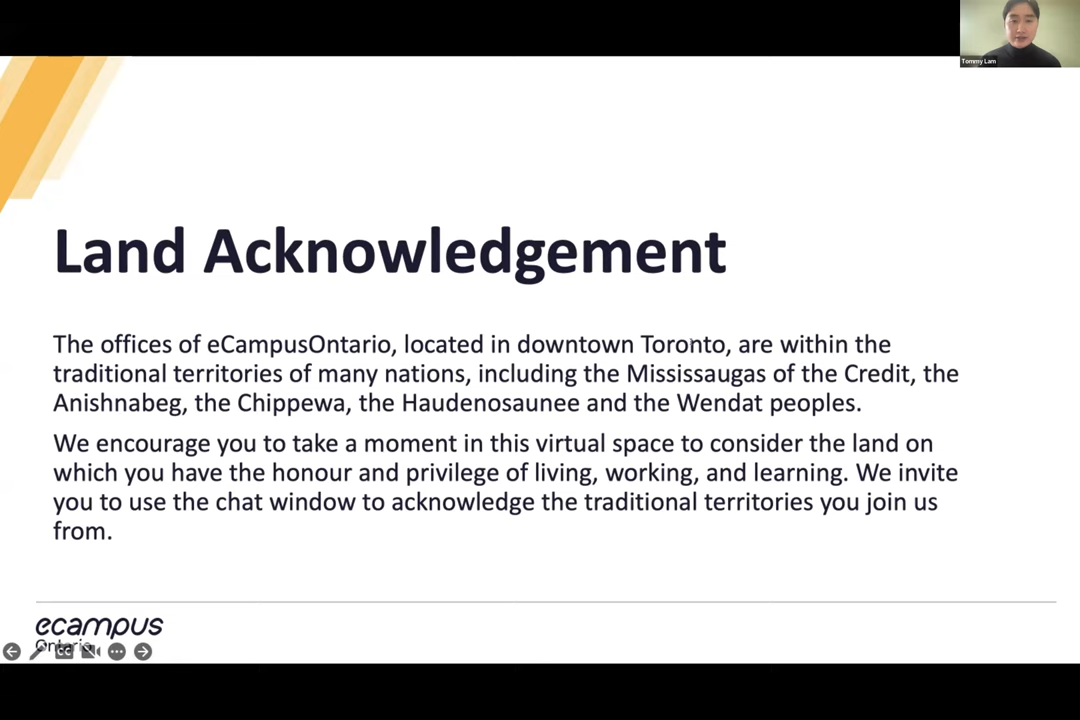 Tommy Lam
Land Acknowledgement
The offices of eCampusOntario, located in downtown Toronto, are within the
traditional territories of many nations, including the Mississaugas of the Credit, the
Anishnabeg, the Chippewa, the Haudenosaunee and the Wendat peoples.
We encourage you to take a moment in this virtual space to consider the land on
which you have the honour and privilege of living, working, and learning. We invite
you to use the chat window to acknowledge the traditional territories you join us
from.
ecampus
Ontario
CC